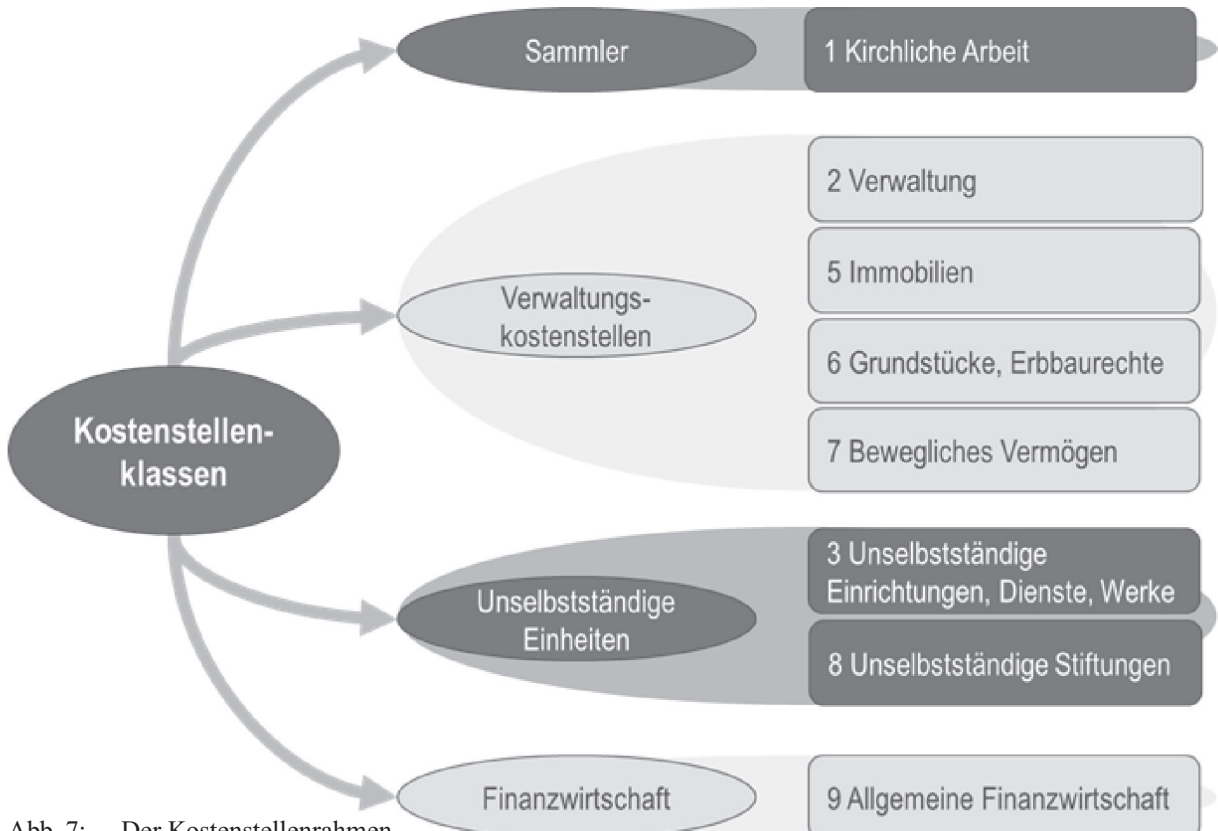 Sammler
1 Kirchliche Arbeit
2 Verwaltung
5 Immobilien
Verwaltungs-
kostenstellen
6 Grundstücke, Erbbaurechte
7 Bewegliches Vermögen
Kostenstellen-
klassen
3 Unselbstständige
Einrichtungen, Dienste, Werke
Unselbstständige
Einheiten
8 Unselbstständige Stiftungen
Finanzwirtschaft
9 Allgemeine Finanzwirtschaft
Abb. 7: Der Kostenstellenrahmen